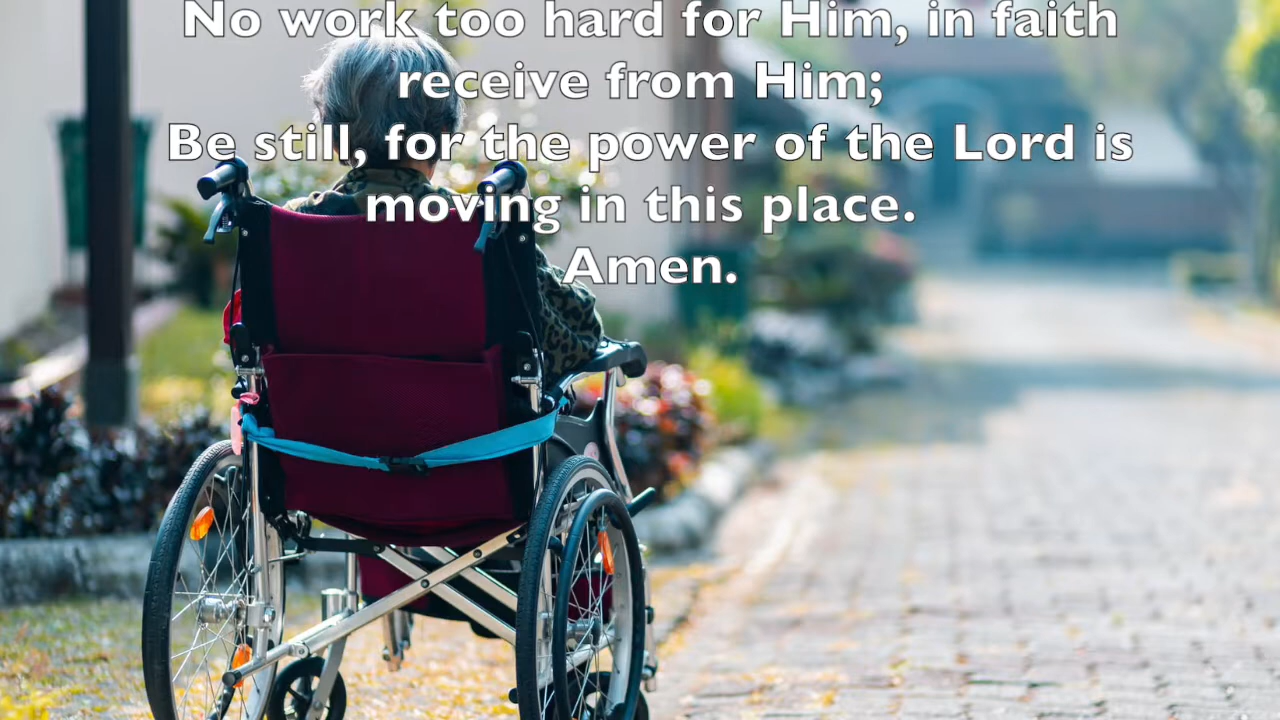 No work too hard for Him, in faith
receive from Him;
Be still, for the power of the Lord is
moving in this place.
Amen.